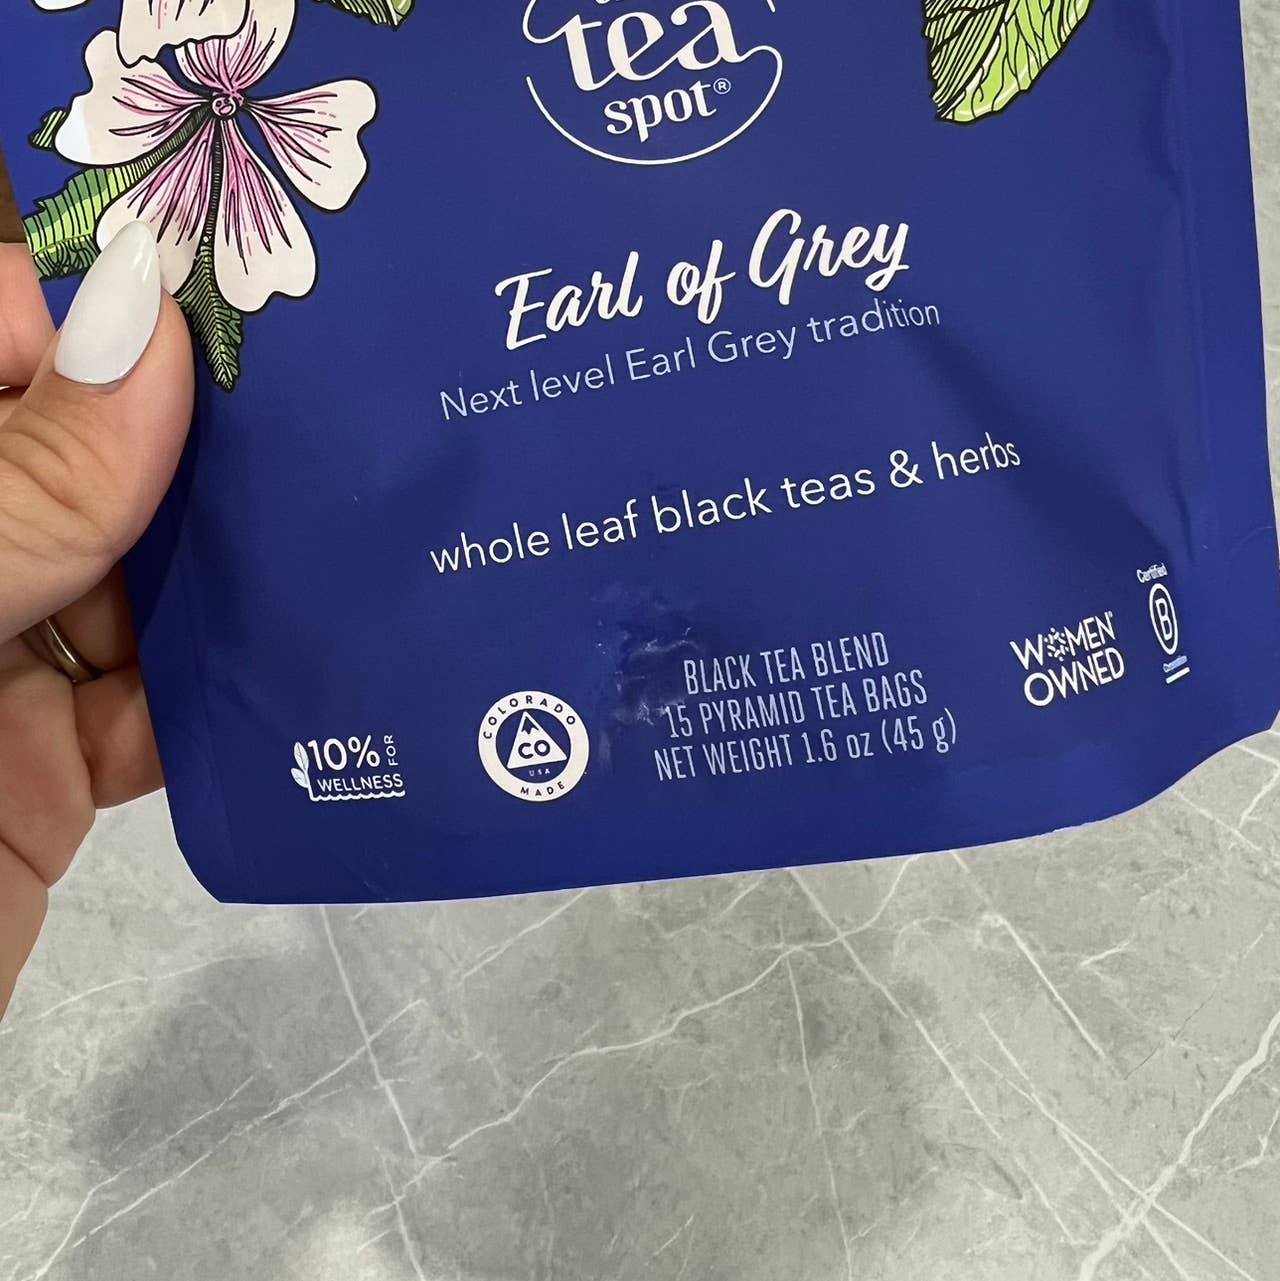 tea
spot®
Earl of Grey
Next level Earl Grey tradition
whole leaf black teas & herbs
BLACK TEA BLEND
15 PYRAMID TEA BAGS
NET WEIGHT 1.6 oz (45 g)
10% FOR
WELLNESS
COLORADO
CO
USA
MADE
WOMEN
OWNED
Certified
B